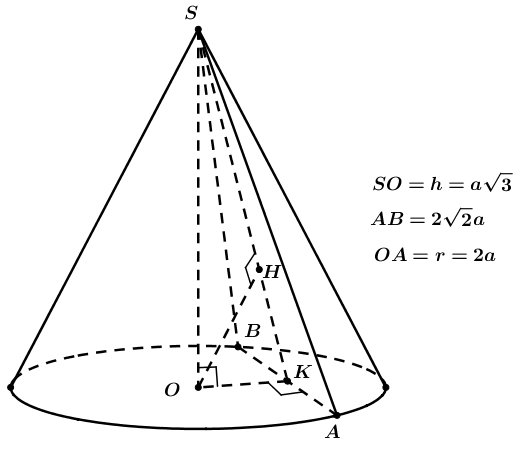 S
SO = h = a√3
AB = 2√2a
OA = r = 2a
H
B
K
O
A